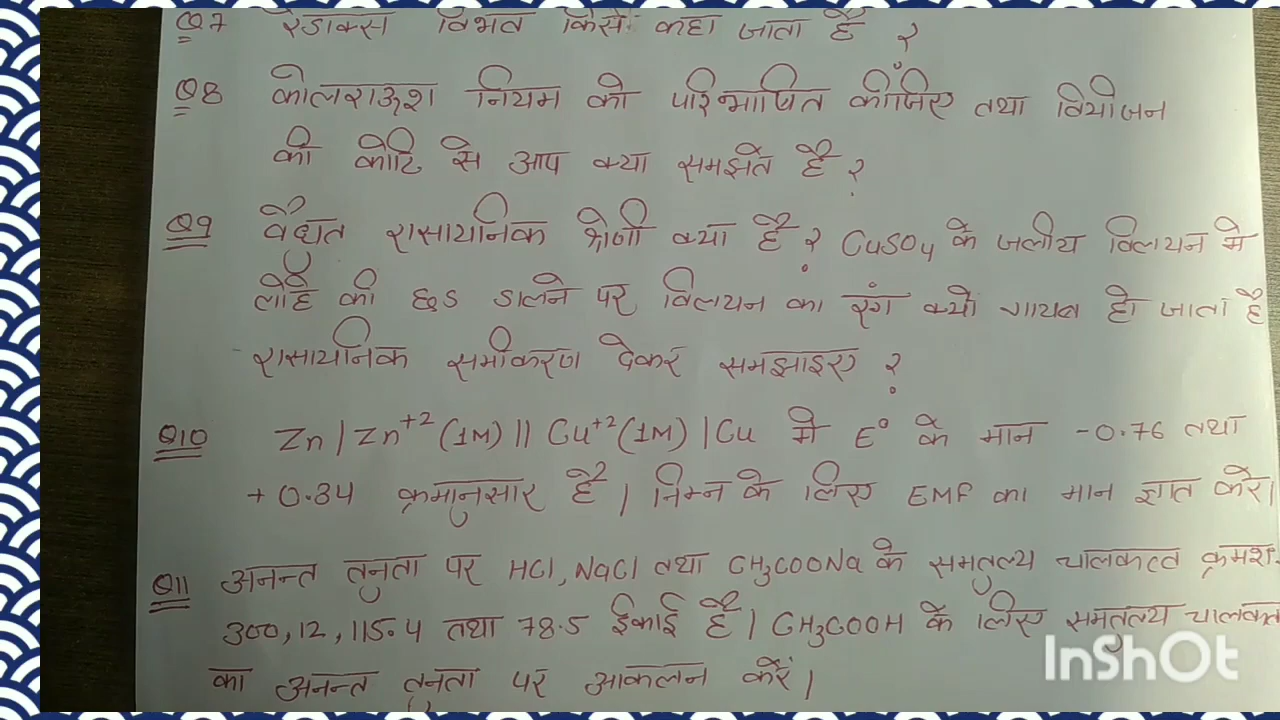 Q7 रेडाक्स विभव किसे कहा जाता है ?
Q8 कोलराऊश नियम को परिभाषित कीजिए तथा वियोजन
की कोटि से आप क्या समझते है ?
Q9 वैधुत रासायनिक श्रेणी क्या है ? CuSO4 के जलीय विलयन मे
लोहे की छड डालने पर विलयन का रंग क्यो गायब हो जाता है
रासायनिक समीकरण देकर समझाइए ?
Q10 Zn | Zn+2 (1M) || Cu+2 (1M) | Cu मे E° के मान -0.76 तथा
+0.34 क्रमानुसार है। निम्न के लिए EMF का मान ज्ञात करे।
Q11 अनन्त तनुता पर HCl, NaCl तथा CH3COONa के समतुल्य चालकत्व क्रमश:
300,12, 115.4 तथा 78.5 ईकाई है। CH3COOH के लिए समतुल्य चालकत्व
का अनन्त तनुता पर आकलन करें।
InShOt